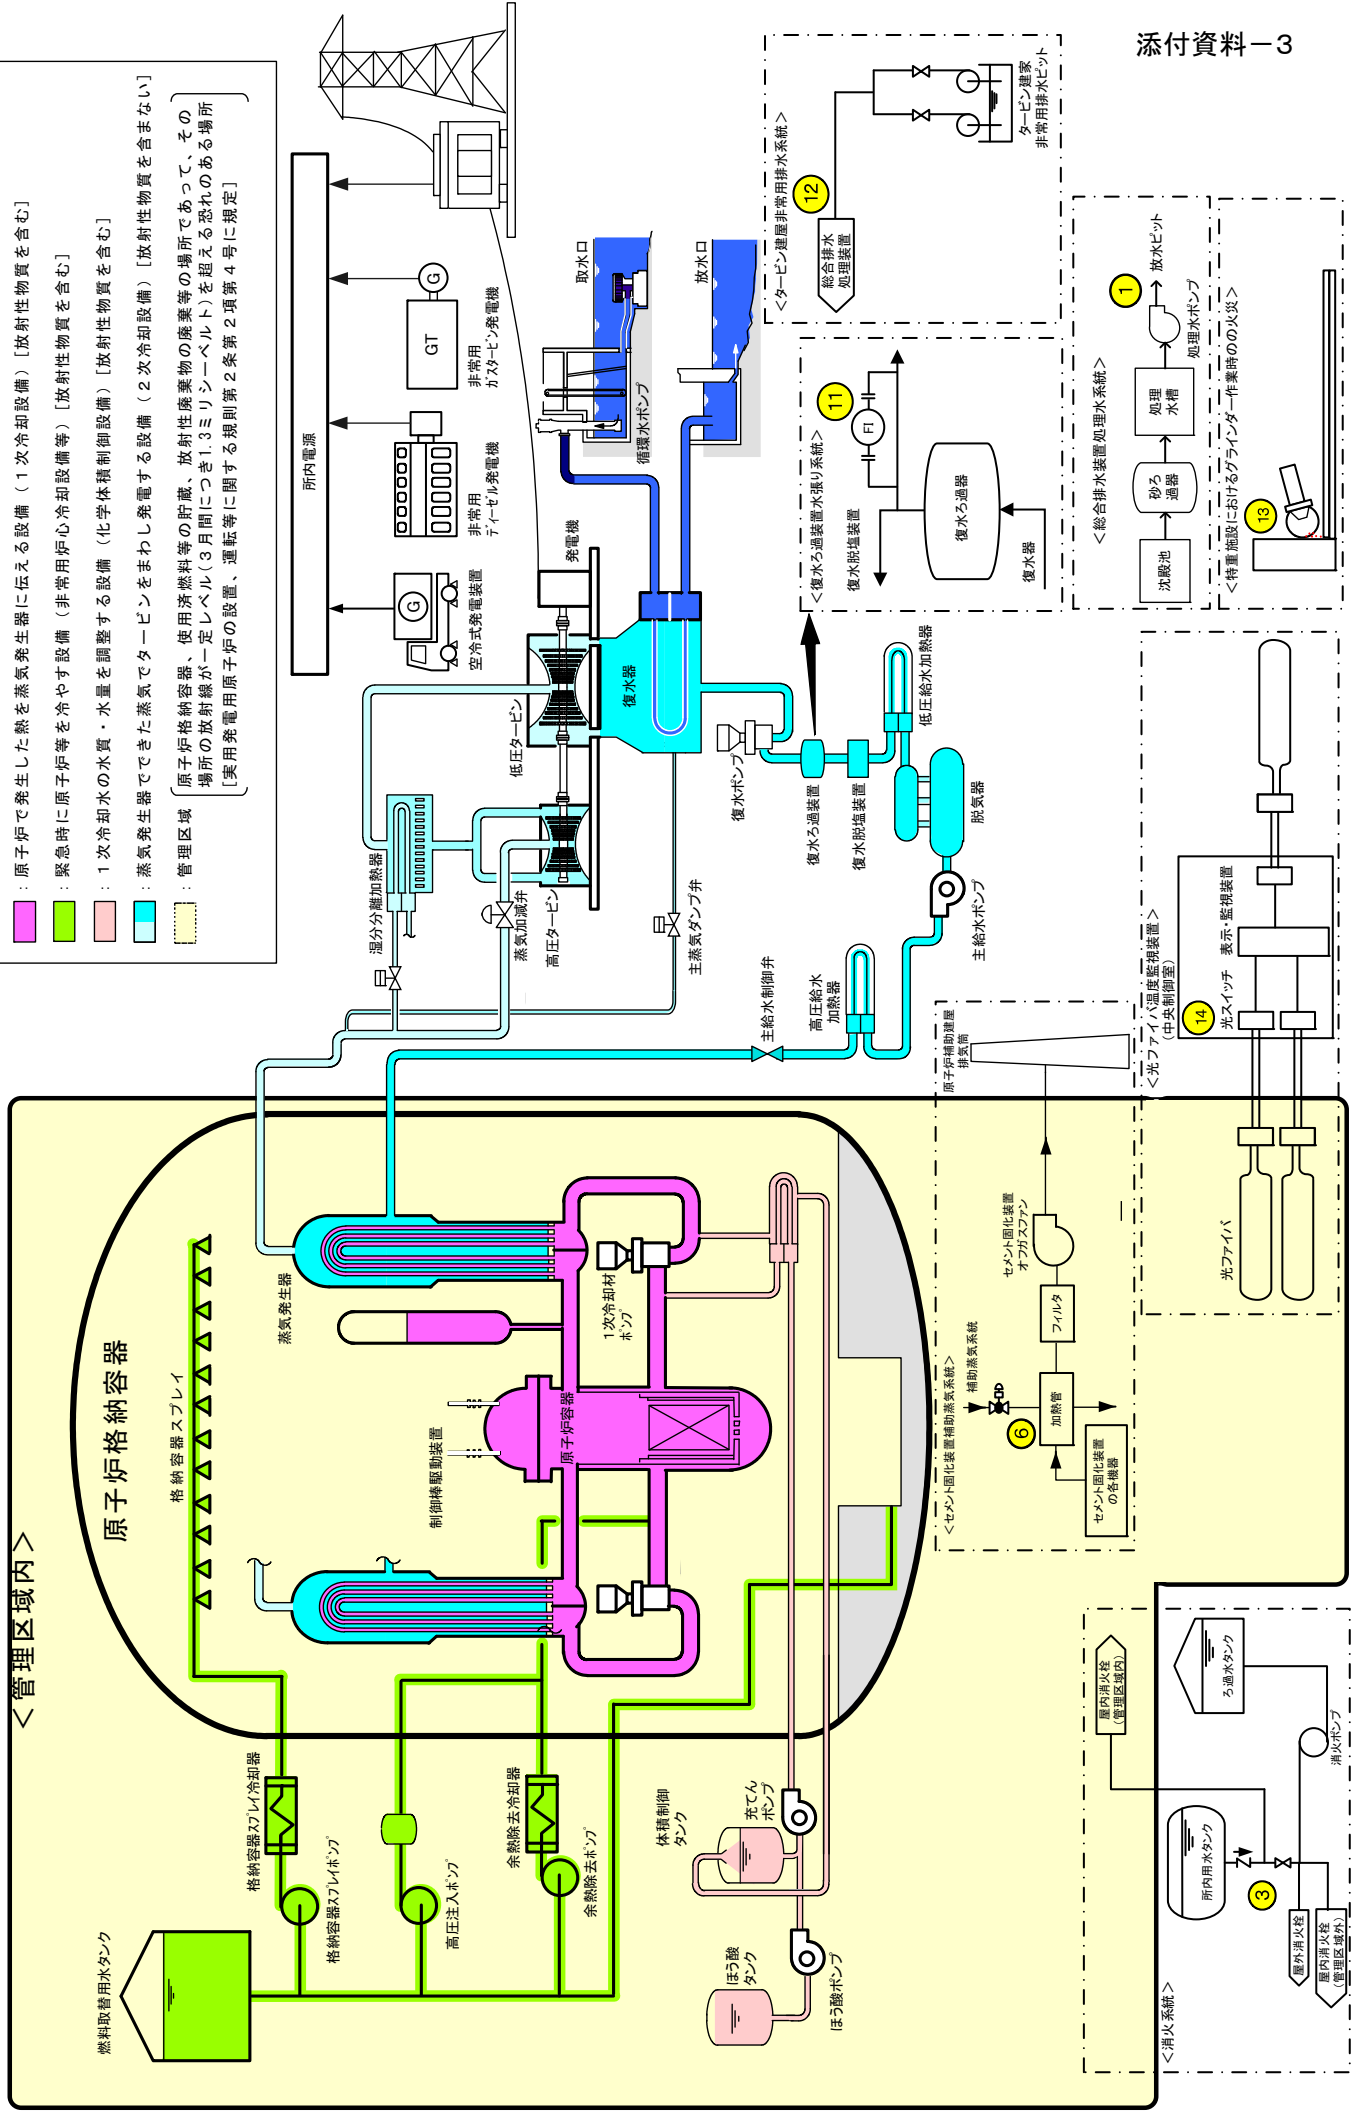 添付資料－3
：原子炉で発生した熱を蒸気発生器に伝える設備（１次冷却設備）［放射性物質を含む］
：緊急時に原子炉等を冷やす設備（非常用炉心冷却設備等）［放射性物質を含む］
：１次冷却水の水質・水量を調整する設備（化学体積制御設備）［放射性物質を含む］
：蒸気発生器でできた蒸気でタービンをまわし発電する設備（２次冷却設備）［放射性物質を含まない］
：管理区域
原子炉格納容器、使用済燃料等の貯蔵、放射性廃棄物の廃棄等の場所であって、その
場所の放射線が一定レベル(３月間につき1.3ミリシーベルト)を超える恐れのある場所
［実用発電用原子炉の設置、運転等に関する規則第２条第２項第４号に規定］
＜管理区域内＞
原子炉格納容器
格納容器スプレイ
燃料取替用水タンク
格納容器スプレイ冷却器
格納容器スプレイポンプ
高圧注入ポンプ
余熱除去冷却器
余熱除去ポンプ
体積制御
タンク
充てん
ポンプ
ほう酸
タンク
ほう酸ポンプ
蒸気発生器
制御棒駆動装置
原子炉容器
１次冷却材
ポンプ
所内電源
空冷式発電装置
G
非常用
ディーゼル発電機
非常用
ガスタービン発電機
GT
G
湿分分離加熱器
蒸気加減弁
高圧タービン
低圧タービン
発電機
復水器
主蒸気ダンプ弁
循環水ポンプ
取水口
放水口
復水ポンプ
復水ろ過装置
復水脱塩装置
低圧給水加熱器
脱気器
主給水ポンプ
高圧給水
加熱器
主給水制御弁
＜タービン建屋非常用排水系統＞
12
総合排水
処理装置
タービン建家
非常用排水ピット
＜復水ろ過装置水張り系統＞
11
FI
復水脱塩装置
復水ろ過器
復水器
＜総合排水装置処理水系統＞
1
沈殿池
砂ろ
過器
処理
水槽
処理水ポンプ
放水ピット
＜特重施設におけるグラインダー作業時のの火災＞
13
＜光ファイバ温度監視装置＞
（中央制御室）
14
光スイッチ
表示・監視装置
光ファイバ
＜セメント固化装置補助蒸気系統＞
6
補助蒸気系統
加熱管
セメント固化装置
の各機器
フィルタ
セメント固化装置
オフガスファン
原子炉補助建屋
排気筒
＜消火系統＞
3
所内用水タンク
ろ過水タンク
消火ポンプ
屋内消火栓
（管理区域内）
屋外消火栓
屋内消火栓
（管理区域外）